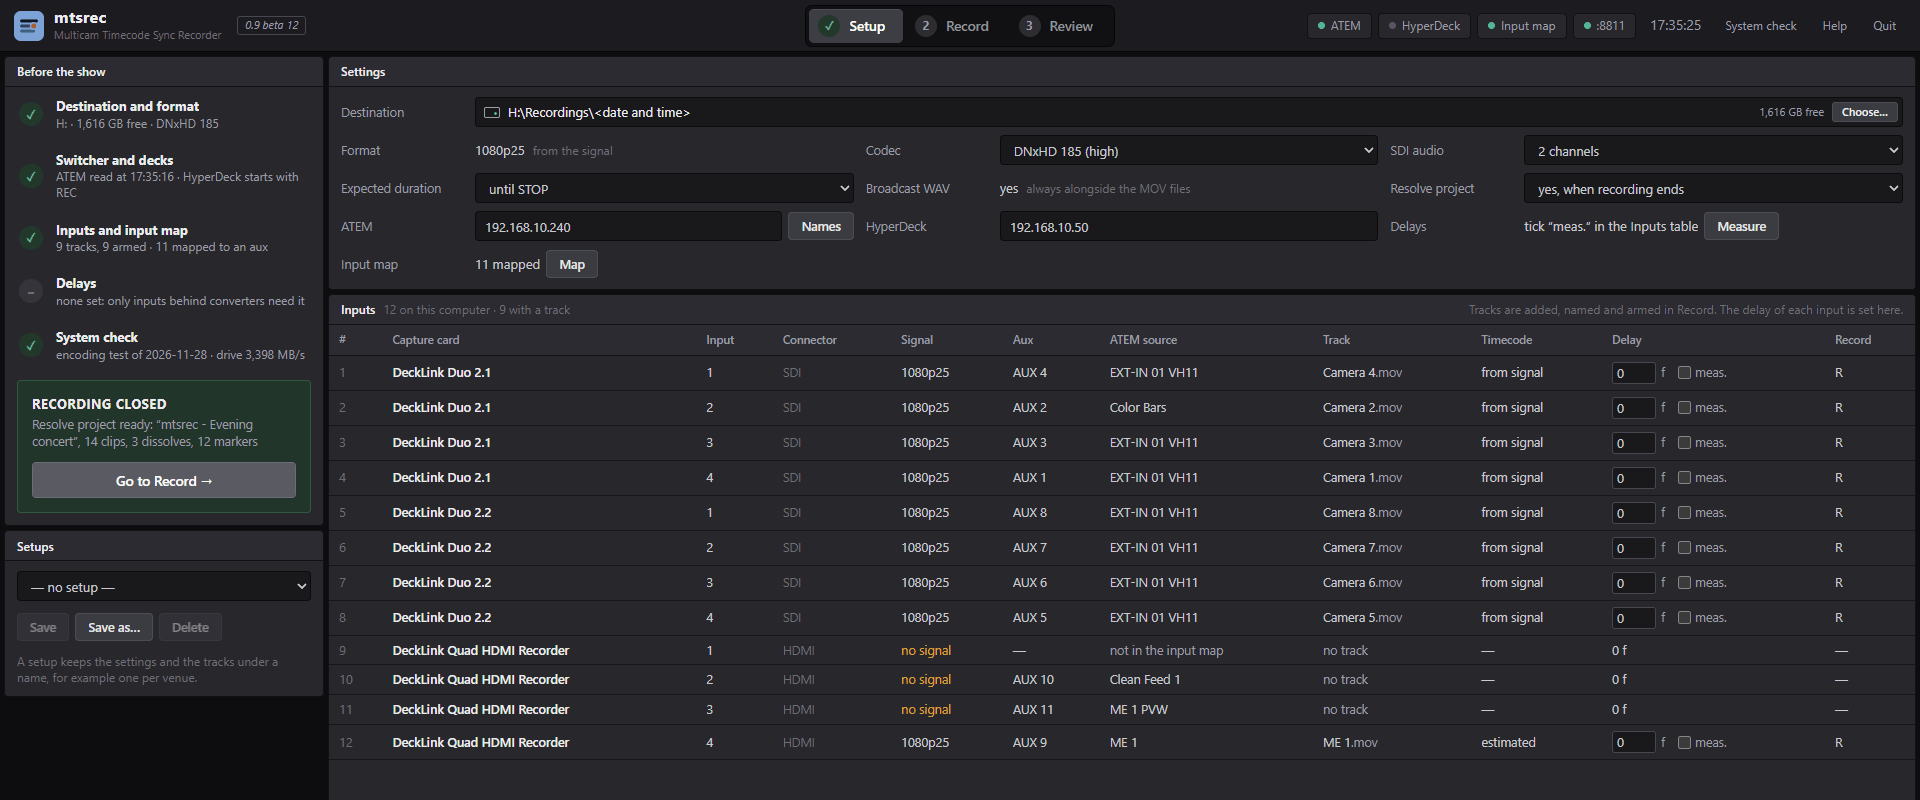 mtsrec
Multicam Timecode Sync Recorder
0.9 beta 12
✓ Setup
2 Record
3 Review
ATEM
HyperDeck
Input map
:8811
17:35:25
System check
Help
Quit
Before the show
Destination and format
H: · 1,616 GB free · DNxHD 185
Switcher and decks
ATEM read at 17:35:16 · HyperDeck starts with
REC
Inputs and input map
9 tracks, 9 armed · 11 mapped to an aux
Delays
none set: only inputs behind converters need it
System check
encoding test of 2026-11-28 · drive 3,398 MB/s
RECORDING CLOSED
Resolve project ready: “mtsrec - Evening
concert”, 14 clips, 3 dissolves, 12 markers
Go to Record →
Setups
— no setup —
Save Save as... Delete
A setup keeps the settings and the tracks under a
name, for example one per venue.
Settings
Destination H:\Recordings\<date and time> 1,616 GB free Choose...
Format 1080p25 from the signal Codec DNxHD 185 (high) SDI audio 2 channels
Expected duration until STOP Broadcast WAV yes always alongside the MOV files Resolve project yes, when recording ends
ATEM 192.168.10.240 Names HyperDeck 192.168.10.50 Delays tick “meas.” in the Inputs table Measure
Input map 11 mapped Map
Inputs 12 on this computer · 9 with a track Tracks are added, named and armed in Record. The delay of each input is set here.
# Capture card Input Connector Signal Aux ATEM source Track Timecode Delay Record
1 DeckLink Duo 2.1 1 SDI 1080p25 AUX 4 EXT-IN 01 VH11 Camera 4.mov from signal 0 f meas. R
2 DeckLink Duo 2.1 2 SDI 1080p25 AUX 2 Color Bars Camera 2.mov from signal 0 f meas. R
3 DeckLink Duo 2.1 3 SDI 1080p25 AUX 3 EXT-IN 01 VH11 Camera 3.mov from signal 0 f meas. R
4 DeckLink Duo 2.1 4 SDI 1080p25 AUX 1 EXT-IN 01 VH11 Camera 1.mov from signal 0 f meas. R
5 DeckLink Duo 2.2 1 SDI 1080p25 AUX 8 EXT-IN 01 VH11 Camera 8.mov from signal 0 f meas. R
6 DeckLink Duo 2.2 2 SDI 1080p25 AUX 7 EXT-IN 01 VH11 Camera 7.mov from signal 0 f meas. R
7 DeckLink Duo 2.2 3 SDI 1080p25 AUX 6 EXT-IN 01 VH11 Camera 6.mov from signal 0 f meas. R
8 DeckLink Duo 2.2 4 SDI 1080p25 AUX 5 EXT-IN 01 VH11 Camera 5.mov from signal 0 f meas. R
9 DeckLink Quad HDMI Recorder 1 HDMI no signal — not in the input map no track — 0 f —
10 DeckLink Quad HDMI Recorder 2 HDMI no signal AUX 10 Clean Feed 1 no track — 0 f —
11 DeckLink Quad HDMI Recorder 3 HDMI no signal AUX 11 ME 1 PVW no track — 0 f —
12 DeckLink Quad HDMI Recorder 4 HDMI 1080p25 AUX 9 ME 1 ME 1.mov estimated 0 f meas. R